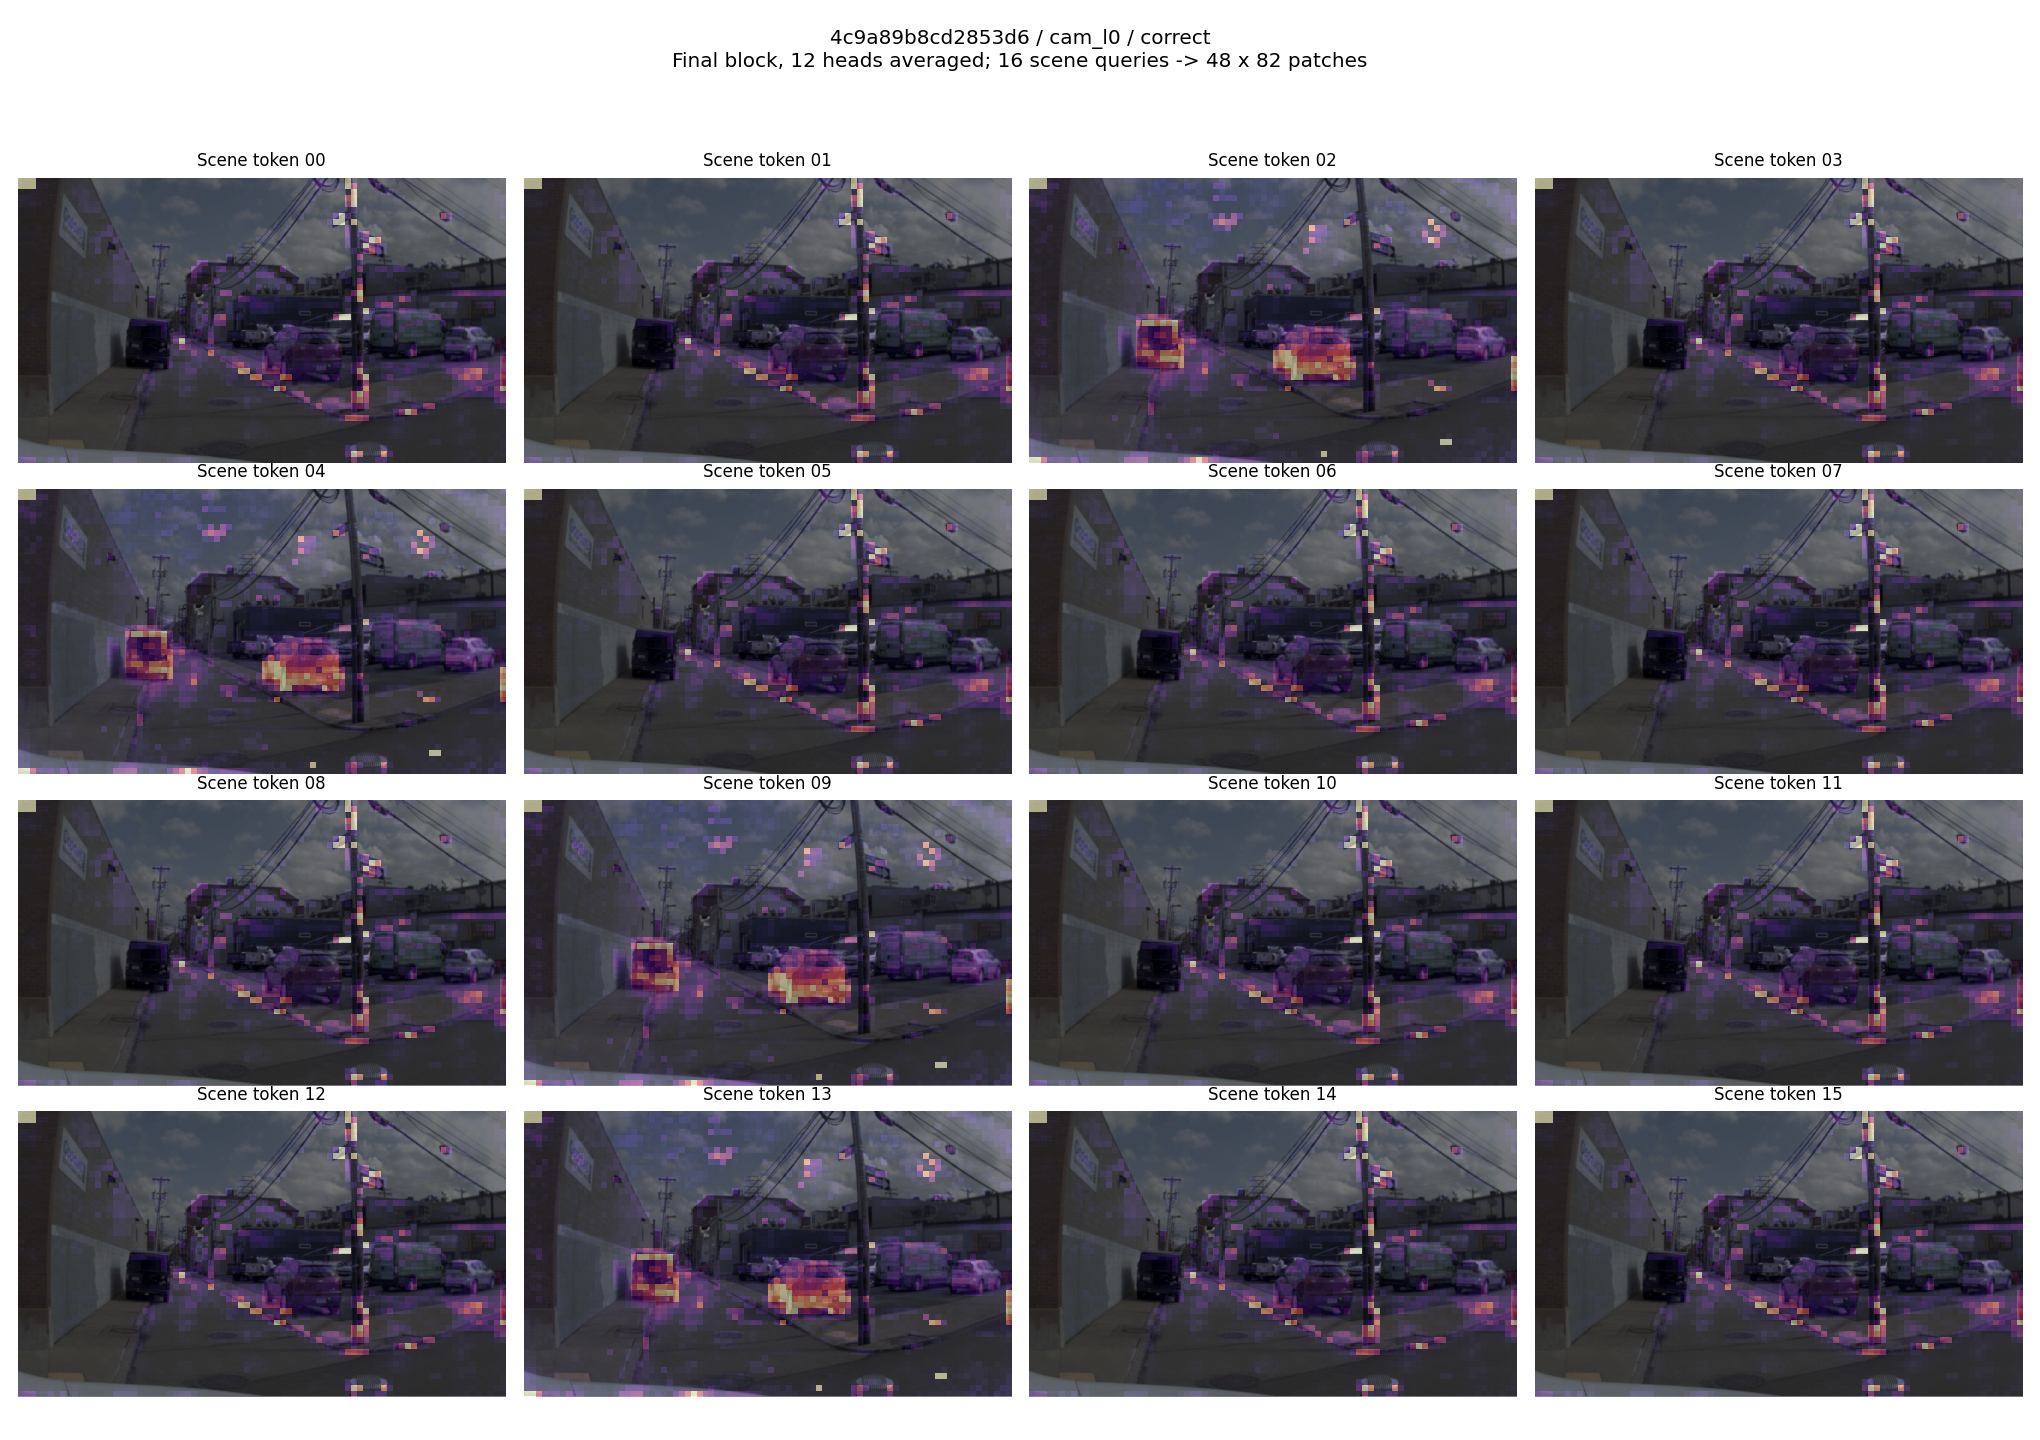 4c9a89b8cd2853d6 / cam_l0 / correct
Final block, 12 heads averaged; 16 scene queries -> 48 x 82 patches
Scene token 00
Scene token 01
Scene token 02
Scene token 03
Scene token 04
Scene token 05
Scene token 06
Scene token 07
Scene token 08
Scene token 09
Scene token 10
Scene token 11
Scene token 12
Scene token 13
Scene token 14
Scene token 15